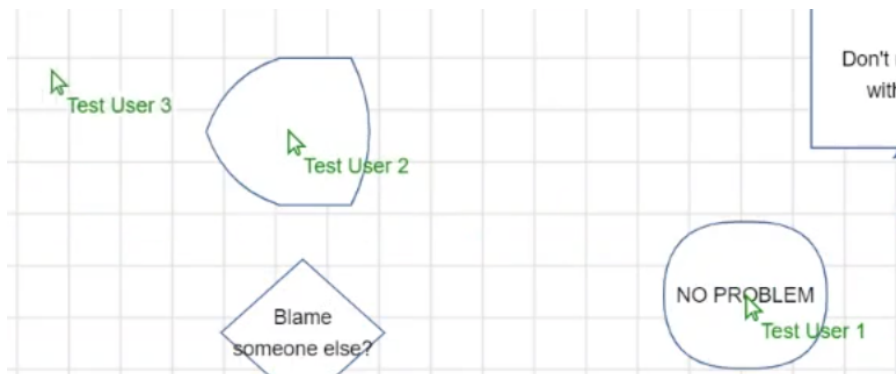 Test User 3
Test User 2
Don't
with
NO PROBLEM
Test User 1
Blame
someone else?